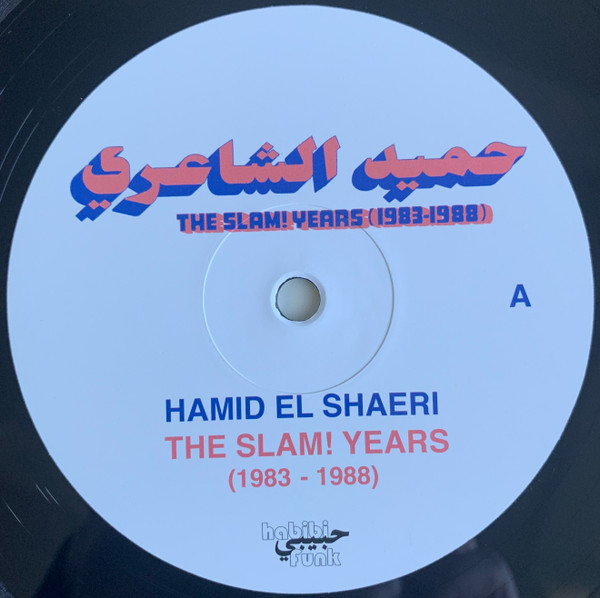 حميد الشاعري
THE SLAM! YEARS (1983-1988)
A
HAMID EL SHAERI
THE SLAM! YEARS
(1983 - 1988)
habibi
حبيبي
funk